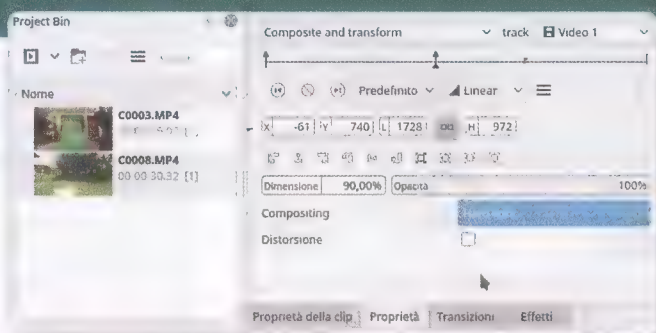 Project Bin
Nome
C0003.MP4
C0008.MP4
00:00:30.32 [1]
Composite and transform
track
Video 1
Predefinito
Linear
X -61
Y 740
L 1728
H 972
Dimensione 90,00%
Opacità 100%
Compositing
Distorsione
Proprietà della clip
Proprietà
Transizioni
Effetti